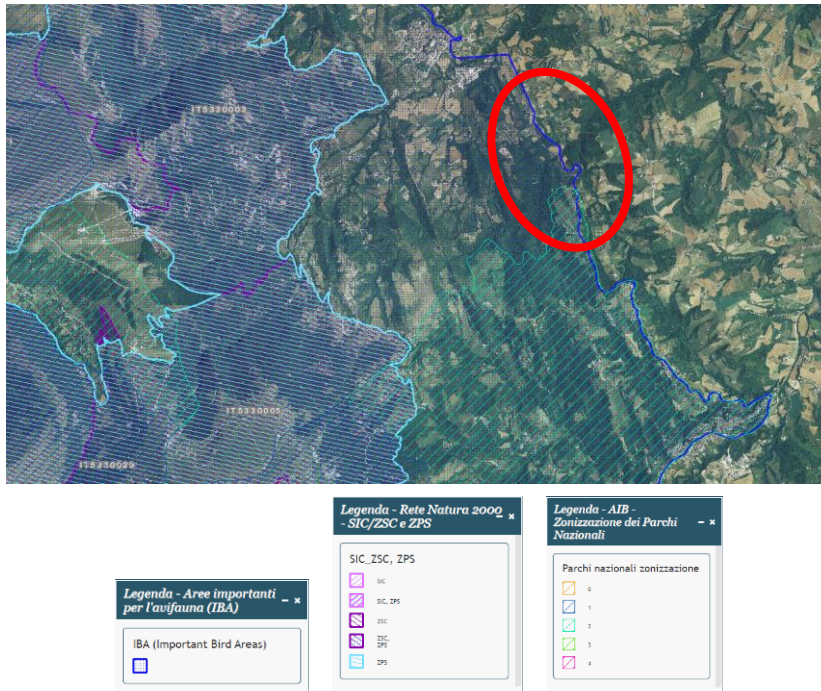 IT5330003
IT5330005
IT5330029
Legenda - Rete Natura 2000
- SIC/ZSC e ZPS
SIC_ZSC, ZPS
SIC
SIC, ZPS
ZSC
ZSC,
ZPS
ZPS
Legenda - AIB -
Zonizzazione dei Parchi
Nazionali
Parchi nazionali zonizzazione
0
1
2
3
4
Legenda - Aree importanti
per l'avifauna (IBA)
IBA (Important Bird Areas)